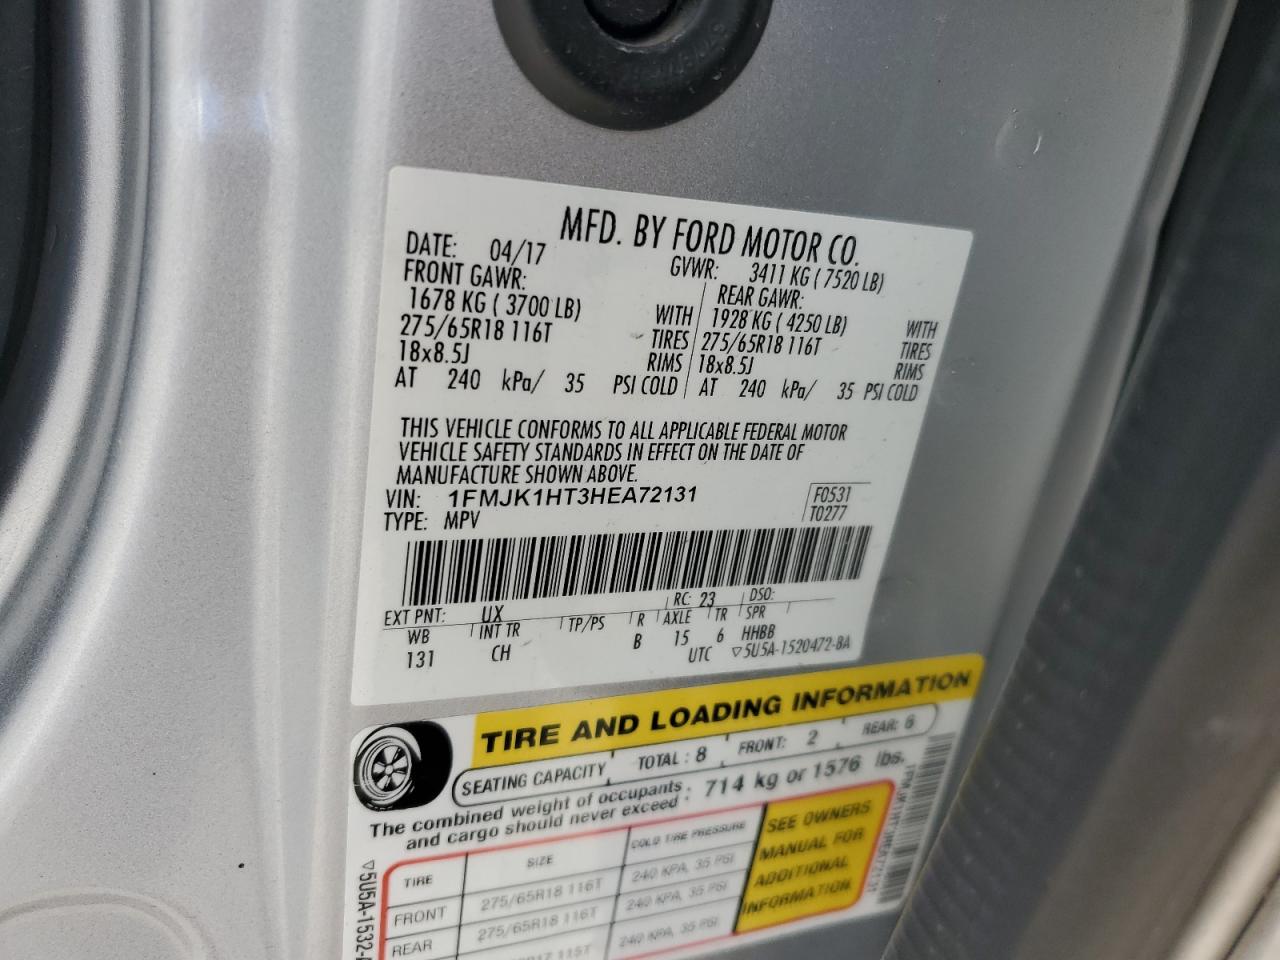 MFD. BY FORD MOTOR CO.
DATE: 04/17
GVWR: 3411 KG ( 7520 LB)
FRONT GAWR:
REAR GAWR:
1678 KG ( 3700 LB)
1928 KG ( 4250 LB)
WITH
WITH
275/65R18 116T
TIRES
275/65R18 116T
TIRES
18x8.5J
RIMS
18x8.5J
RIMS
AT 240 kPa/ 35 PSI COLD
AT 240 kPa/ 35 PSI COLD
THIS VEHICLE CONFORMS TO ALL APPLICABLE FEDERAL MOTOR
VEHICLE SAFETY STANDARDS IN EFFECT ON THE DATE OF
MANUFACTURE SHOWN ABOVE.
VIN: 1FMJK1HT3HEA72131
F0531
TYPE: MPV
T0277
EXT PNT: UX
RC: 23
DSO:
WB
INT TR
TP/PS
R
AXLE
TR
SPR
131
CH
B
15
6
HHBB
UTC
▽5U5A-1520472-BA
TIRE AND LOADING INFORMATION
SEATING CAPACITY
TOTAL : 8
FRONT: 2
REAR: 6
The combined weight of occupants
and cargo should never exceed
: 714 kg or 1576 lbs.
TIRE
SIZE
COLD TIRE PRESSURE
FRONT
275/65R18 116T
240 KPA, 35 PSI
REAR
275/65R18 116T
240 KPA, 35 PSI
115T
240 KPA, 35 PSI
SEE OWNERS
MANUAL FOR
ADDITIONAL
INFORMATION
▽5U5A-1532-